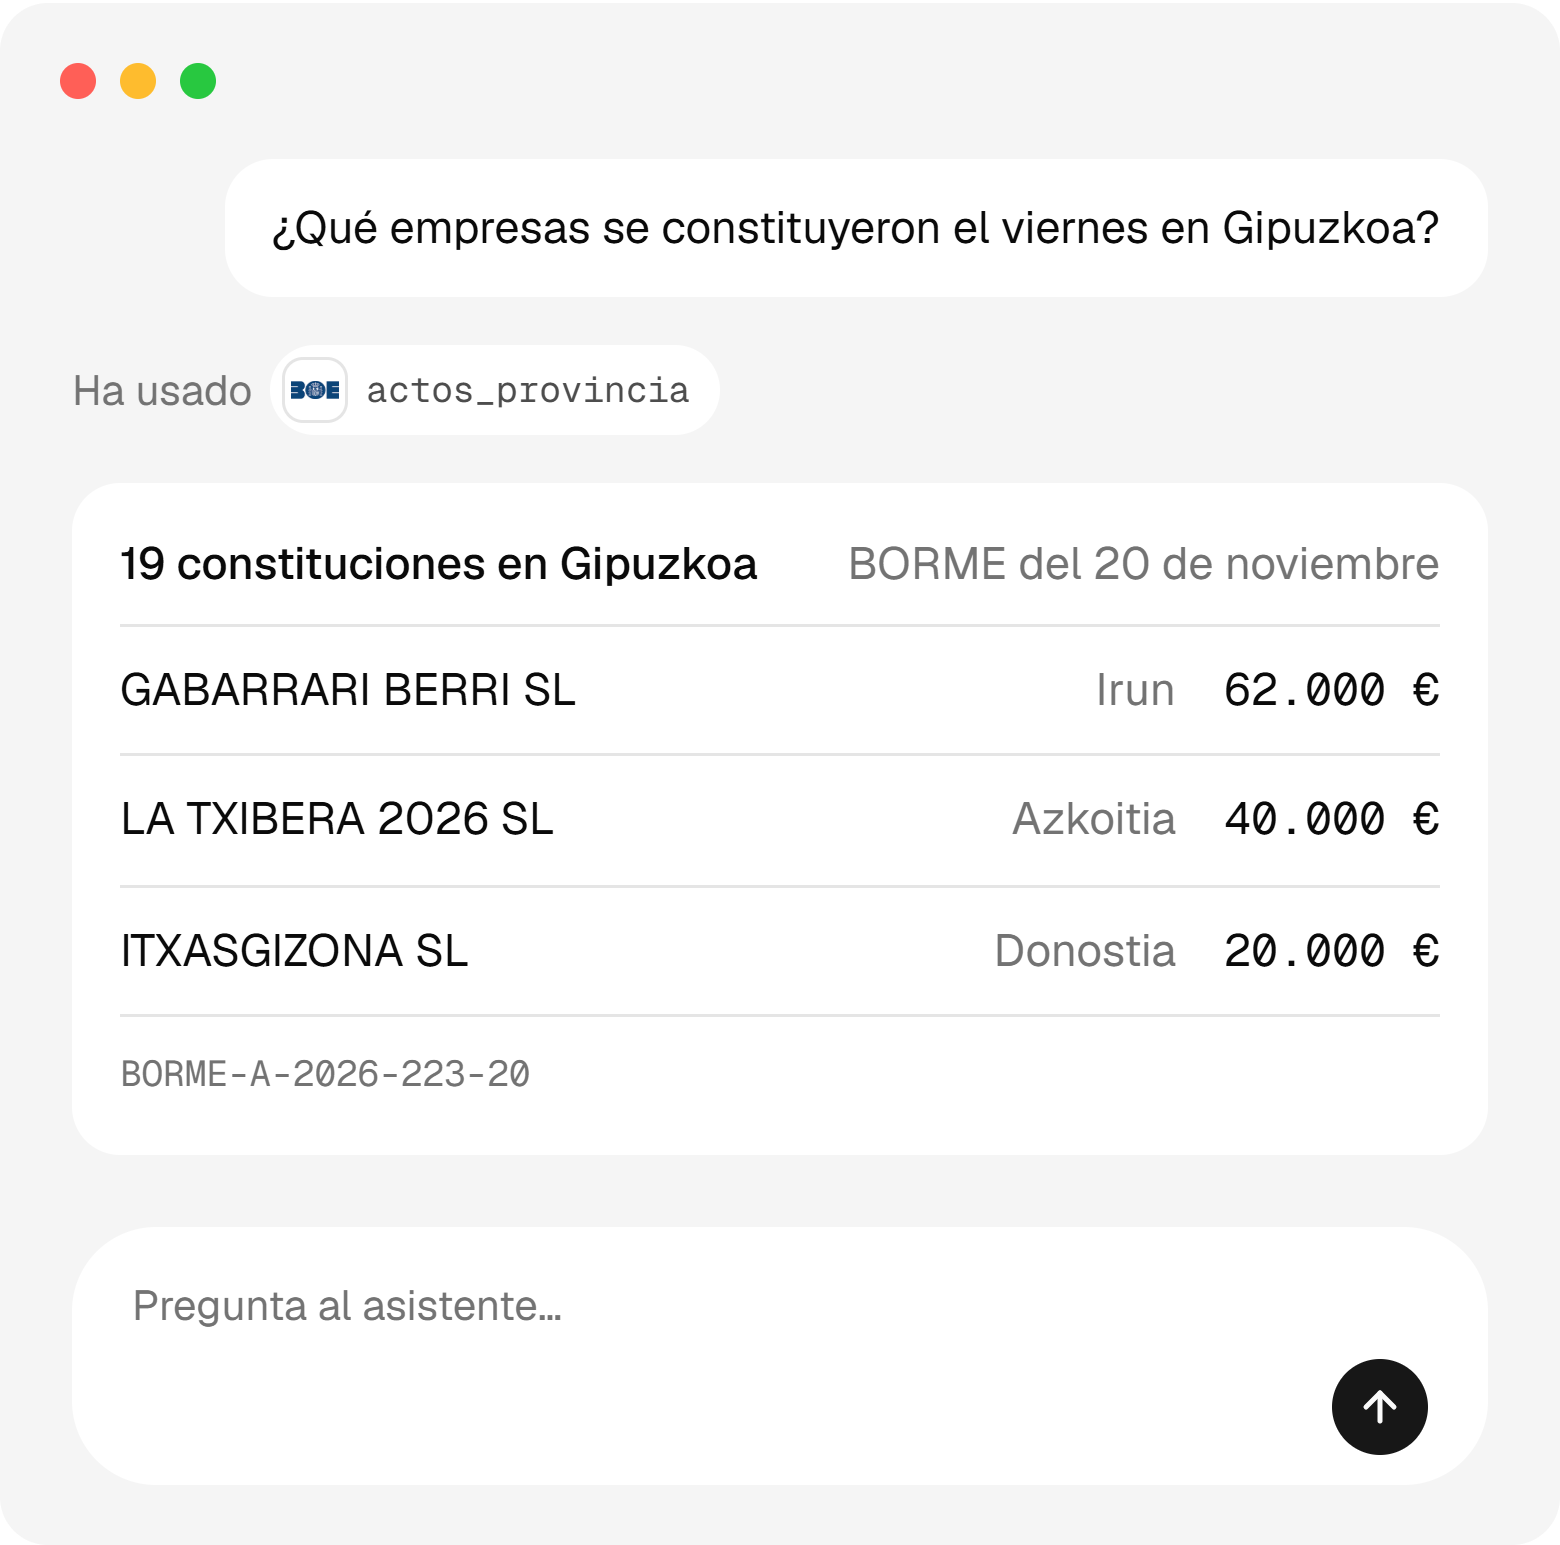 ¿Qué empresas se constituyeron el viernes en Gipuzkoa?
Ha usado BOE actos_provincia
19 constituciones en Gipuzkoa BORME del 20 de noviembre
GABARRARI BERRI SL Irun 62.000 €
LA TXIBERA 2026 SL Azkoitia 40.000 €
ITXASGIZONA SL Donostia 20.000 €
BORME-A-2026-223-20
Pregunta al asistente…